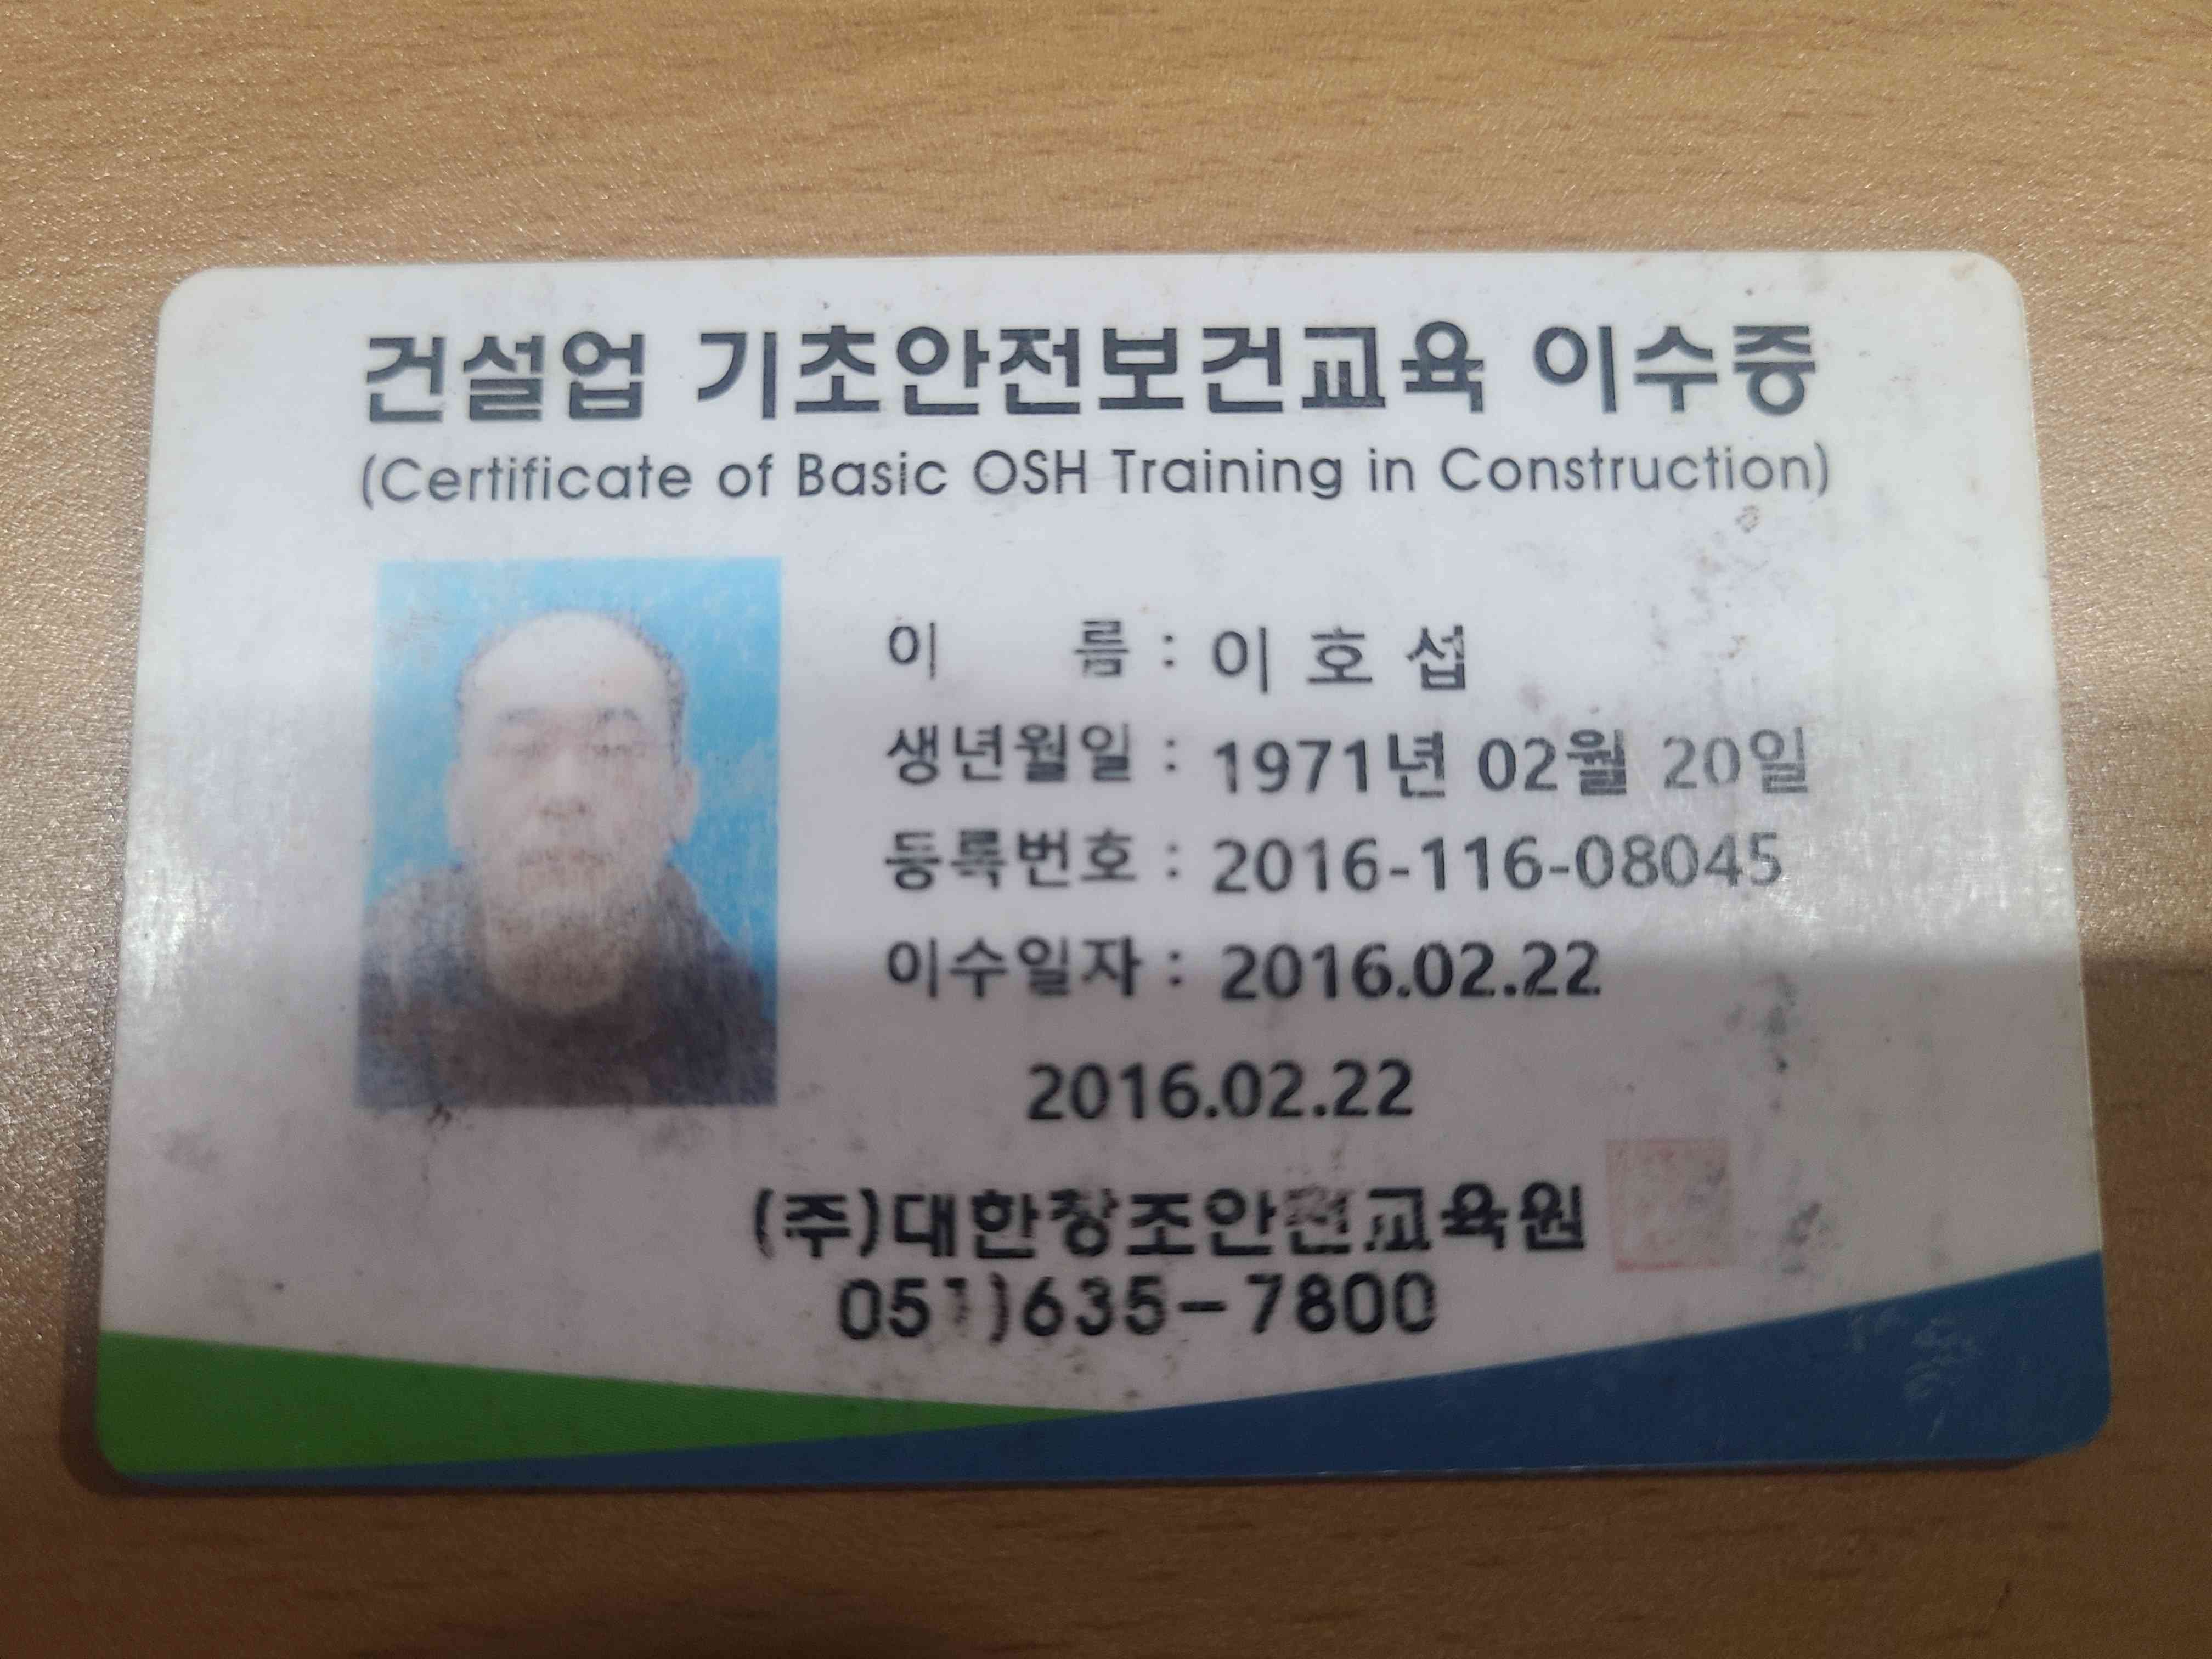 건설업 기초안전보건교육 이수증
(Certificate of Basic OSH Training in Construction)
이 름 : 이 호 섭
생년월일 : 1971년 02월 20일
등록번호 : 2016-116-08045
이수일자 : 2016.02.22
2016.02.22
(주)대한창조안전교육원
051)635-7800